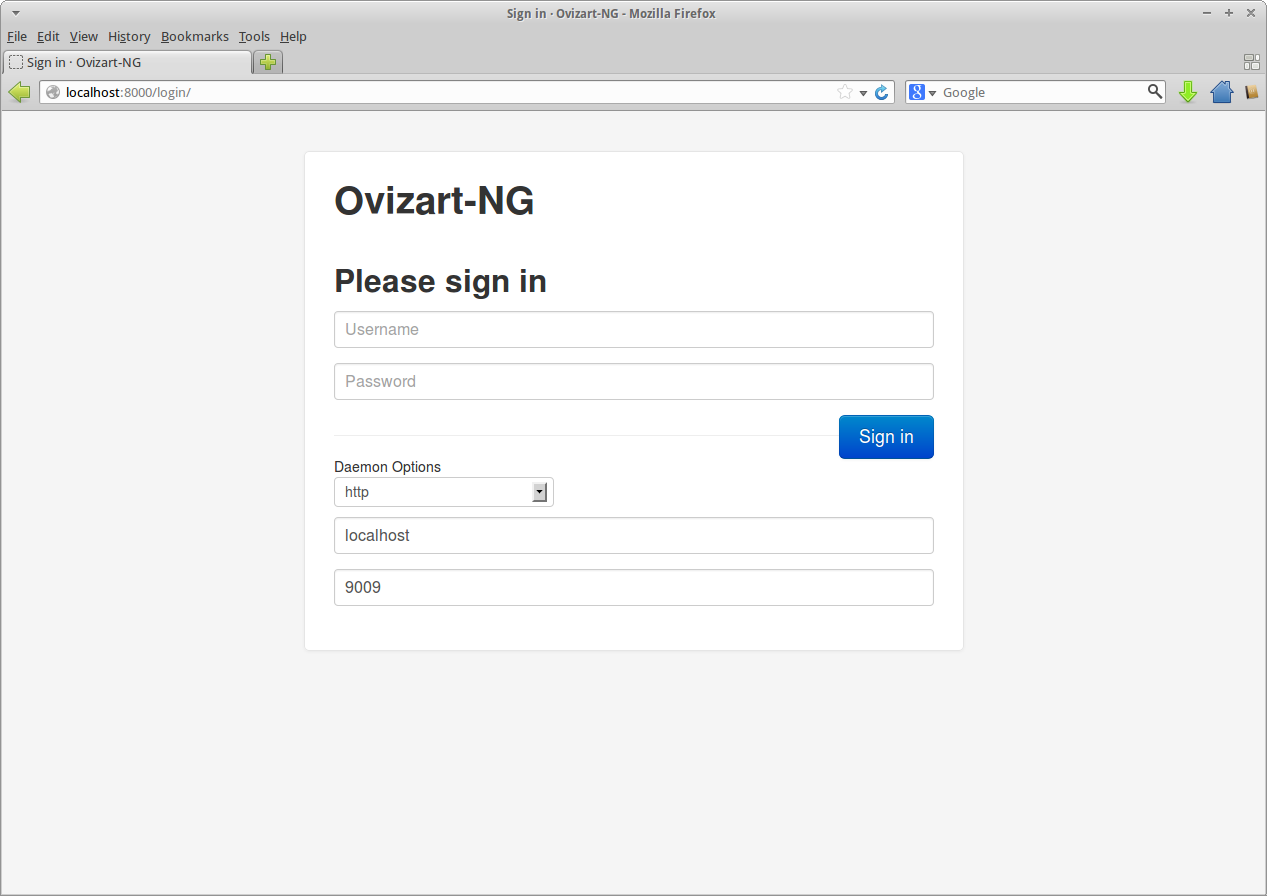 Sign in · Ovizart-NG - Mozilla Firefox
File Edit View History Bookmarks Tools Help
Sign in · Ovizart-NG
localhost:8000/login/
8 Google
Ovizart-NG
Please sign in
Username
Password
Sign in
Daemon Options
http
localhost
9009